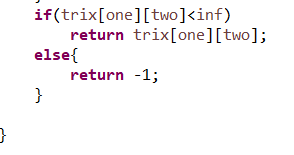 if(trix[one][two]<inf)
return trix[one][two];
else{
return -1;
}
}